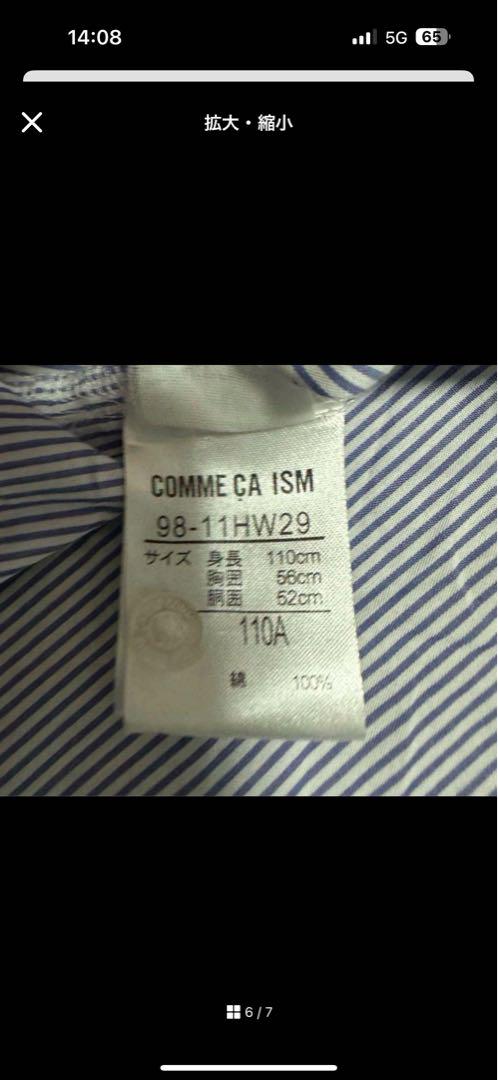 14:08
5G
65
拡大・縮小
COMME ÇA ISM
98-11HW29
サイズ 身長 110cm
胸囲 56cm
胴囲 52cm
110A
綿 100%
6/7